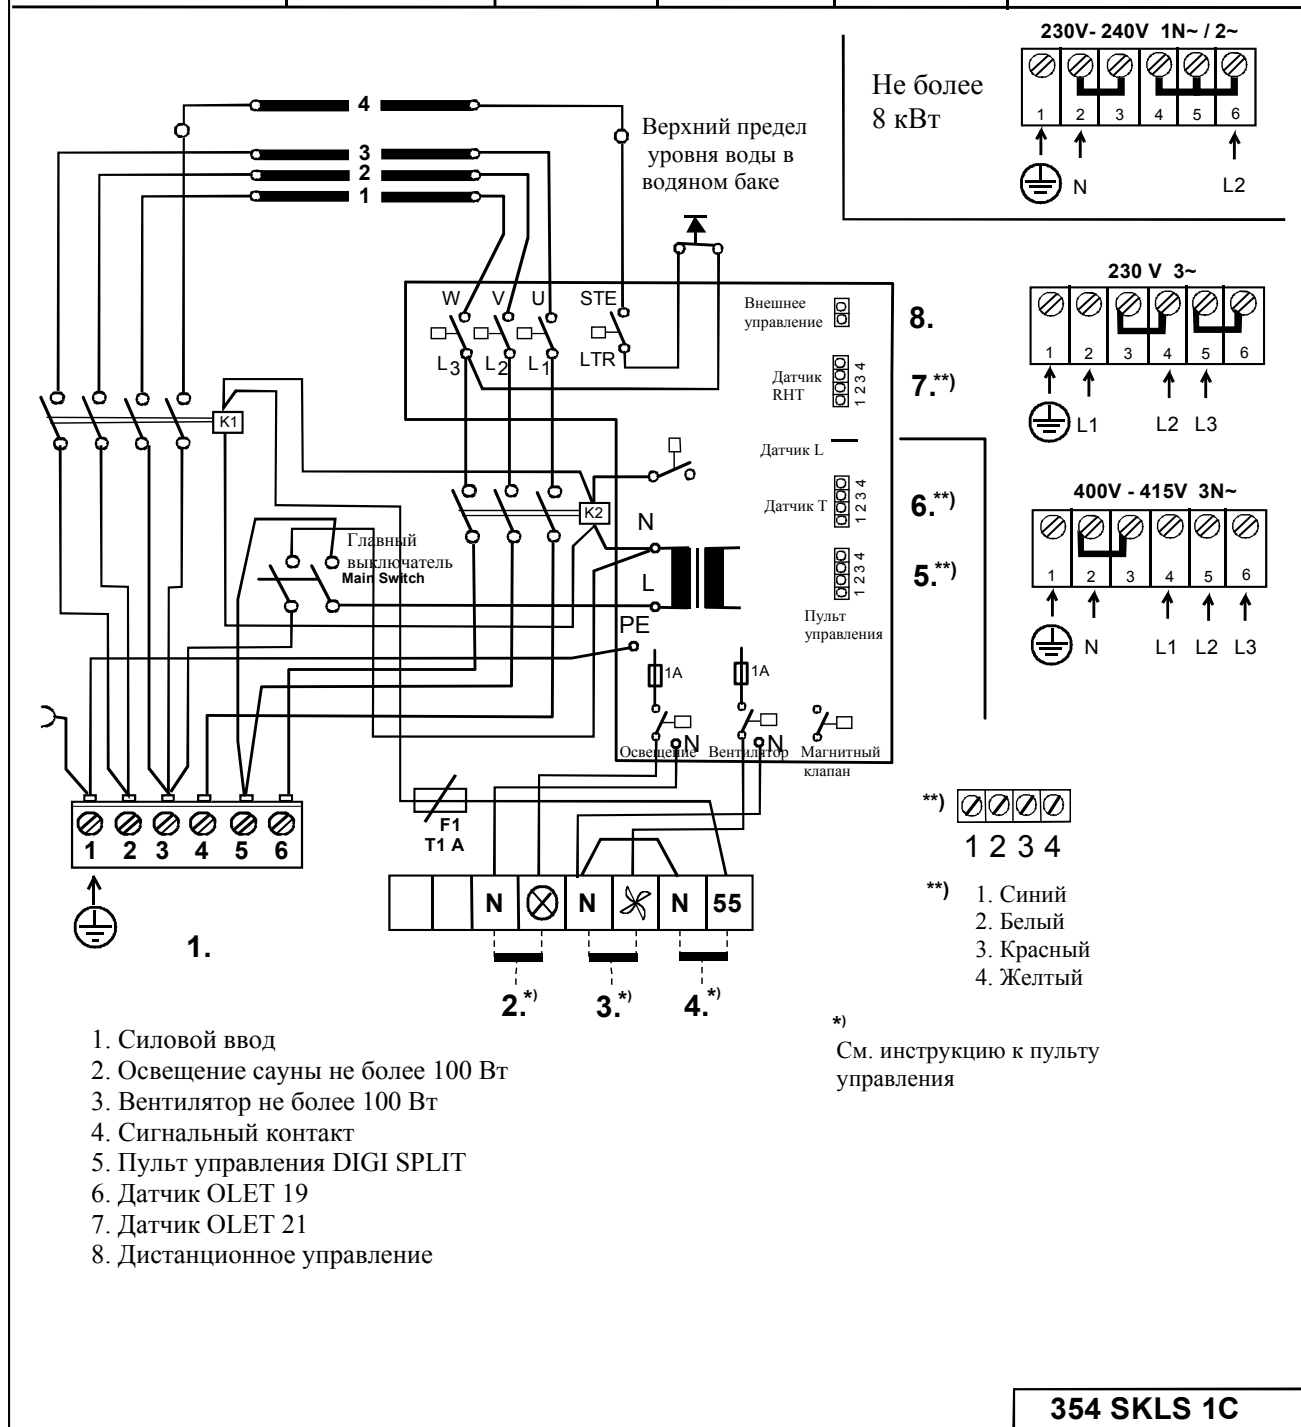 230V- 240V 1N~ / 2~
Не более
8 кВт
1 2 3 4 5 6
N L2
4
3
2
1
Верхний предел
уровня воды в
водяном баке
230 V 3~
1 2 3 4 5 6
L1 L2 L3
W V U STE
L3 L2 L1 LTR
Внешнее
управление
8.
Датчик
RHT
1 2 3 4
7.**)
Датчик L
Датчик T
1 2 3 4
6.**)
1 2 3 4
5.**)
Пульт
управления
K1
K2
N
L
PE
Главный
выключатель
Main Switch
400V - 415V 3N~
1 2 3 4 5 6
N L1 L2 L3
1A
1A
N
N
Освещение
Вентилятор
Магнитный
клапан
F1
T1 A
1 2 3 4 5 6
1.
N N N 55
2.*)
3.*)
4.*)
**)
1 2 3 4
**)
1. Синий
2. Белый
3. Красный
4. Желтый
*)
См. инструкцию к пульту
управления
1. Силовой ввод
2. Освещение сауны не более 100 Вт
3. Вентилятор не более 100 Вт
4. Сигнальный контакт
5. Пульт управления DIGI SPLIT
6. Датчик OLET 19
7. Датчик OLET 21
8. Дистанционное управление
354 SKLS 1C